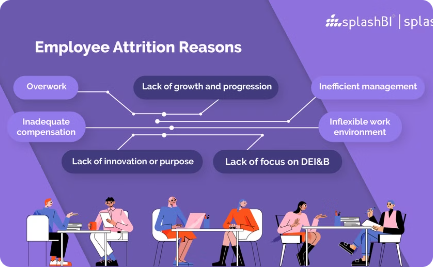 splashBI | splas
Employee Attrition Reasons
Overwork
Lack of growth and progression
Inefficient management
Inadequate
compensation
Inflexible work
environment
Lack of innovation or purpose
Lack of focus on DEI&B